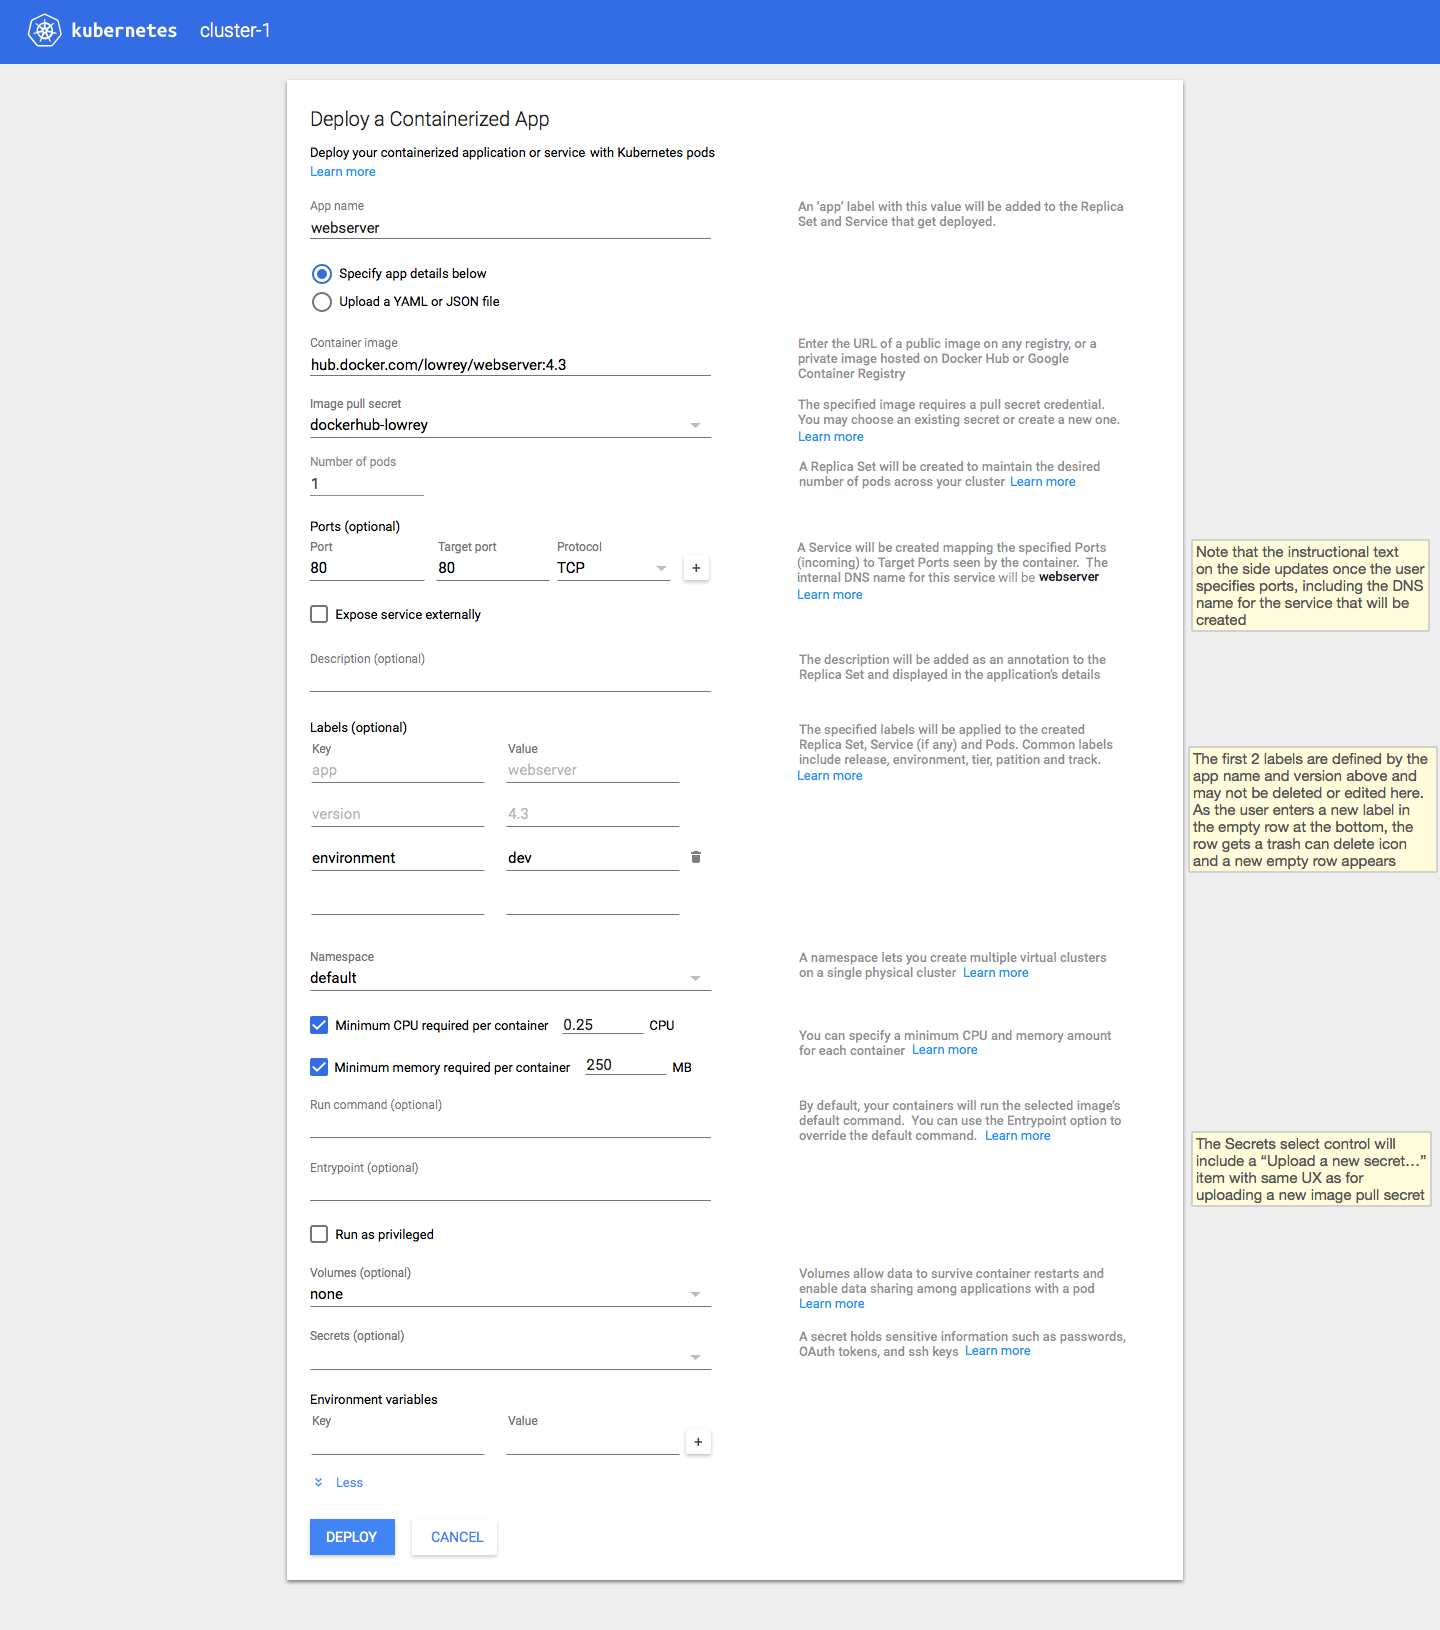 kubernetes cluster-1
Deploy a Containerized App
Deploy your containerized application or service with Kubernetes pods
Learn more
App name
webserver
An ‘app’ label with this value will be added to the Replica
Set and Service that get deployed.
Specify app details below
Upload a YAML or JSON file
Container image
hub.docker.com/lowrey/webserver:4.3
Enter the URL of a public image on any registry, or a
private image hosted on Docker Hub or Google
Container Registry
Image pull secret
dockerhub-lowrey
The specified image requires a pull secret credential.
You may choose an existing secret or create a new one.
Learn more
Number of pods
1
A Replica Set will be created to maintain the desired
number of pods across your cluster Learn more
Ports (optional)
Port Target port Protocol
80 80 TCP +
A Service will be created mapping the specified Ports
(incoming) to Target Ports seen by the container. The
internal DNS name for this service will be webserver
Learn more
Note that the instructional text
on the side updates once the user
specifies ports, including the DNS
name for the service that will be
created
Expose service externally
Description (optional)
The description will be added as an annotation to the
Replica Set and displayed in the application’s details
Labels (optional)
Key Value
app webserver
version 4.3
environment dev
The specified labels will be applied to the created
Replica Set, Service (if any) and Pods. Common labels
include release, environment, tier, patition and track.
Learn more
The first 2 labels are defined by the
app name and version above and
may not be deleted or edited here.
As the user enters a new label in
the empty row at the bottom, the
row gets a trash can delete icon
and a new empty row appears
Namespace
default
A namespace lets you create multiple virtual clusters
on a single physical cluster Learn more
Minimum CPU required per container 0.25 CPU
Minimum memory required per container 250 MB
You can specify a minimum CPU and memory amount
for each container Learn more
Run command (optional)
By default, your containers will run the selected image’s
default command. You can use the Entrypoint option to
override the default command. Learn more
The Secrets select control will
include a “Upload a new secret…”
item with same UX as for
uploading a new image pull secret
Entrypoint (optional)
Run as privileged
Volumes (optional)
none
Volumes allow data to survive container restarts and
enable data sharing among applications with a pod
Learn more
Secrets (optional)
A secret holds sensitive information such as passwords,
OAuth tokens, and ssh keys Learn more
Environment variables
Key Value
+
Less
DEPLOY CANCEL